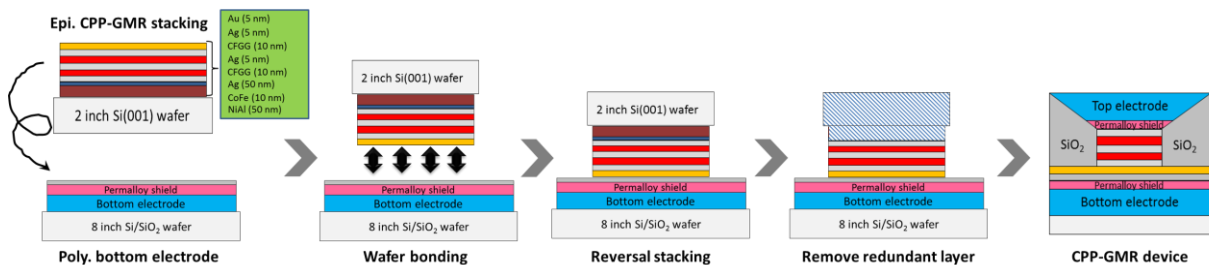 Epi. CPP-GMR stacking
Au (5 nm)
Ag (5 nm)
CFGG (10 nm)
Ag (5 nm)
CFGG (10 nm)
Ag (50 nm)
CoFe (10 nm)
NiAl (50 nm)
2 inch Si(001) wafer
Permalloy shield
Bottom electrode
8 inch Si/SiO2 wafer
Poly. bottom electrode
2 inch Si(001) wafer
Permalloy shield
Bottom electrode
8 inch Si/SiO2 wafer
Wafer bonding
2 inch Si(001) wafer
Permalloy shield
Bottom electrode
8 inch Si/SiO2 wafer
Reversal stacking
Permalloy shield
Bottom electrode
8 inch Si/SiO2 wafer
Remove redundant layer
Top electrode
Permalloy shield
SiO2
SiO2
Permalloy shield
Bottom electrode
CPP-GMR device